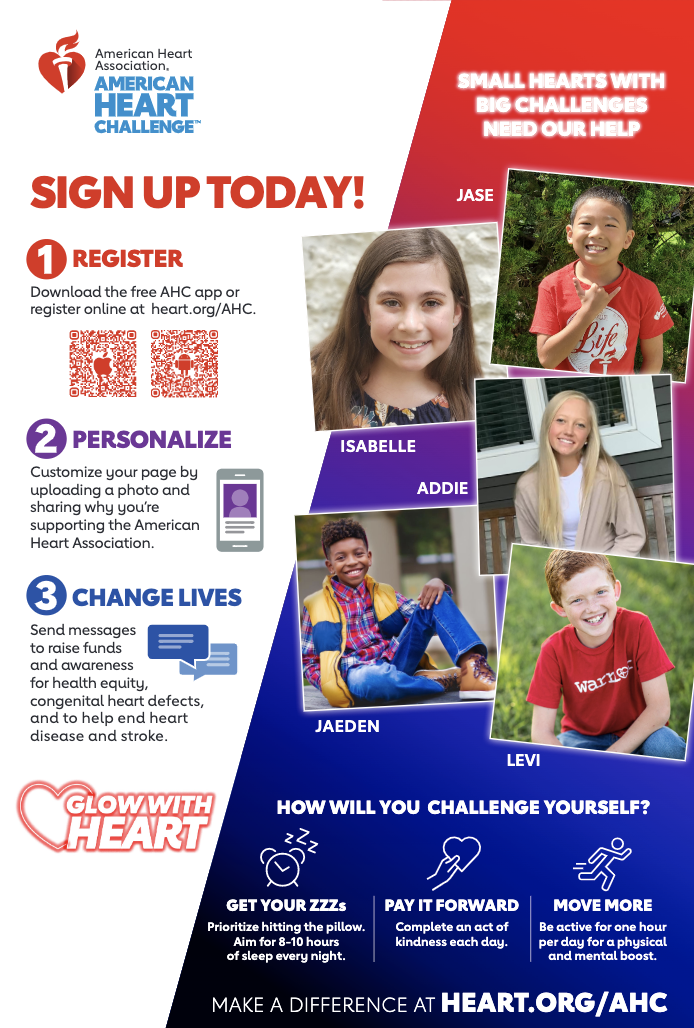 American Heart
Association®
AMERICAN
HEART
CHALLENGE™
SMALL HEARTS WITH
BIG CHALLENGES
NEED OUR HELP
SIGN UP TODAY!
1 REGISTER
Download the free AHC app or
register online at heart.org/AHC.
2 PERSONALIZE
Customize your page by
uploading a photo and
sharing why you're
supporting the American
Heart Association.
3 CHANGE LIVES
Send messages
to raise funds
and awareness
for health equity,
congenital heart defects,
and to help end heart
disease and stroke.
GLOW WITH
HEART
JASE
Life
ISABELLE
ADDIE
JAEDEN
warrior
LEVI
HOW WILL YOU CHALLENGE YOURSELF?
ZZZ
GET YOUR ZZZs
Prioritize hitting the pillow.
Aim for 8-10 hours
of sleep every night.
PAY IT FORWARD
Complete an act of
kindness each day.
MOVE MORE
Be active for one hour
per day for a physical
and mental boost.
MAKE A DIFFERENCE AT HEART.ORG/AHC